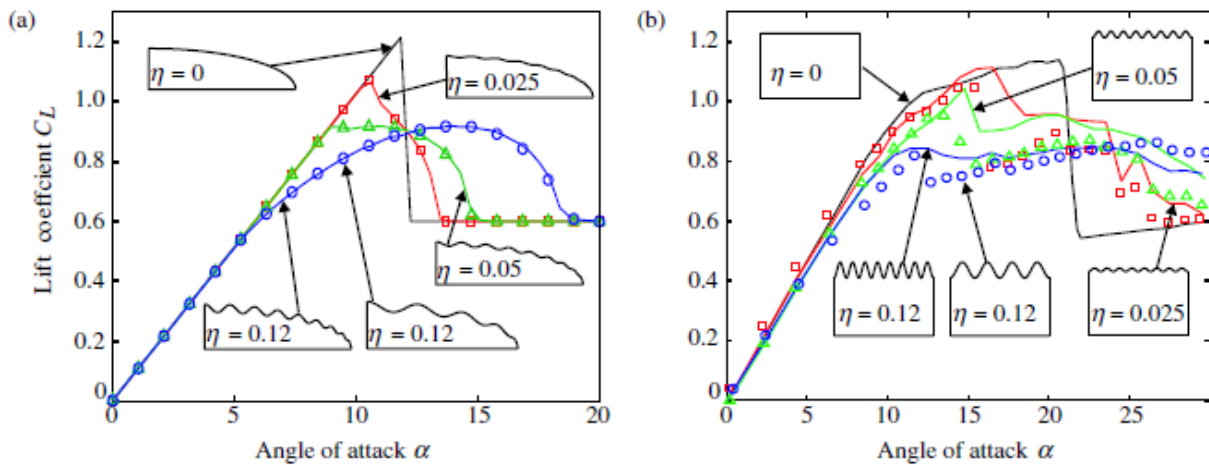 (a)
1.2
1.0
0.8
0.6
0.4
0.2
0
Lift coeffcient C_L
η = 0
η = 0.025
η = 0.05
η = 0.12
η = 0.12
0
5
10
15
20
Angle of attack α
(b)
1.2
1.0
0.8
0.6
0.4
0.2
0
η = 0
η = 0.05
η = 0.12
η = 0.12
η = 0.025
0
5
10
15
20
25
Angle of attack α